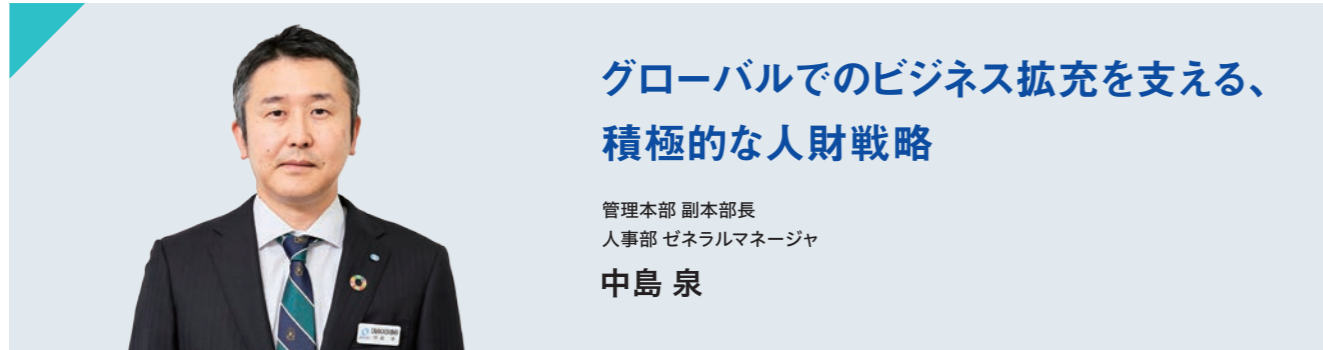 グローバルでのビジネス拡充を支える、
積極的な人財戦略
管理本部 副本部長
人事部 ゼネラルマネージャ
中島 泉